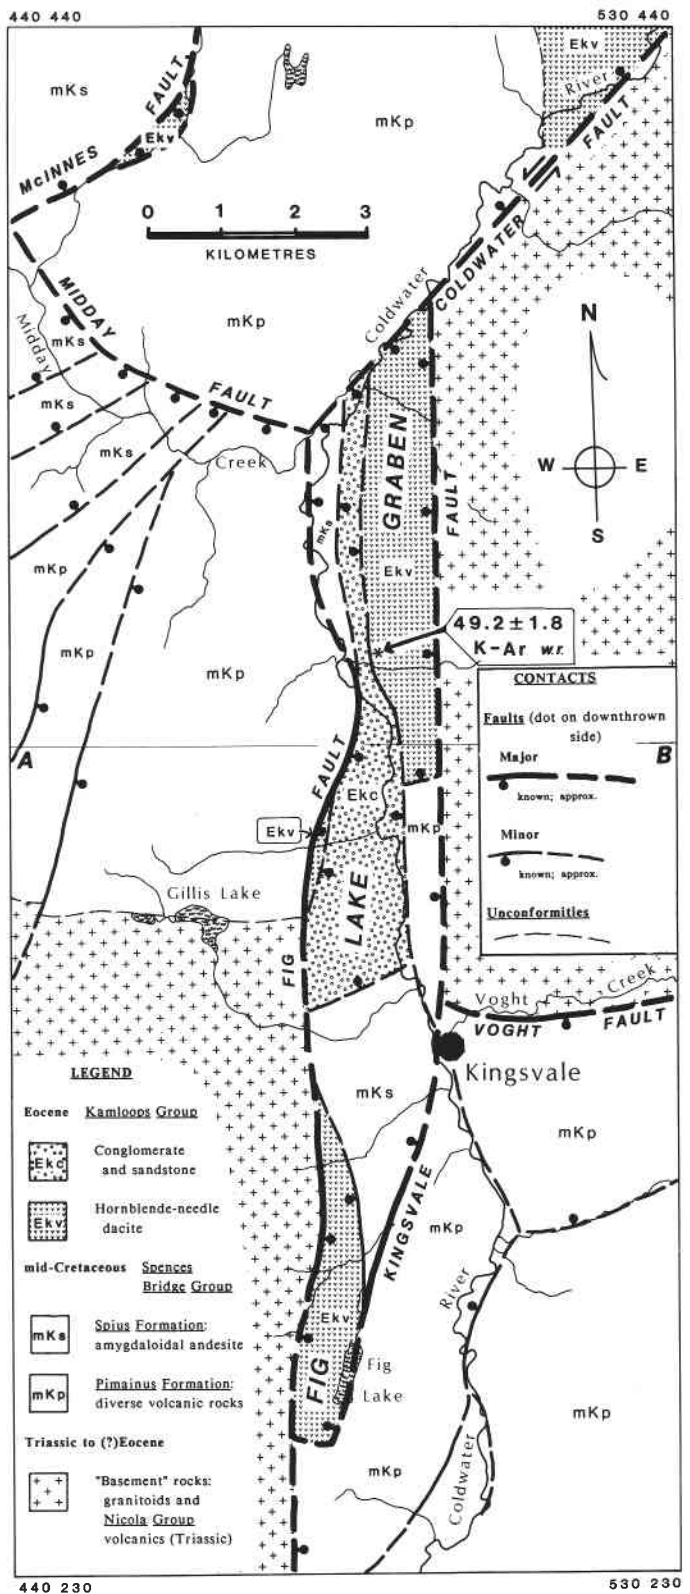 440 440
530 440
Ekv
River
mKs
FAULT
mKp
FAULT
Ekv
McINNES
0 1 2 3
KILOMETRES
COLDWATER
Coldwater
MIDDAY
mKp
N
Midday
mKs
FAULT
mKs
GRABEN
mKs
Creek
W E
FAULT
S
mKs
Ekv
mKp
49.2 ± 1.8
K-Ar w.r.
mKp
mKp
CONTACTS
Faults (dot on downthrown
side)
A
B
Major
FAULT
known; approx.
Ekc
mKp
Ekv
Minor
known; approx.
LAKE
Gillis Lake
Unconformities
FIG
Voght Creek
VOGHT FAULT
Kingsvale
LEGEND
mKs
Eocene Kamloops Group
mKp
Ekc
Conglomerate
and sandstone
KINGSVALE
Ekv
Hornblende-needle
dacite
mKp
mid-Cretaceous Spences
Bridge Group
River
Ekv
mKs
Spius Formation:
amygdaloidal andesite
FIG
Fig
Lake
mKp
Pimainus Formation:
diverse volcanic rocks
mKp
Triassic to (?)Eocene
mKp
Coldwater
"Basement" rocks:
granitoids and
Nicola Group
volcanics (Triassic)
440 230
530 230